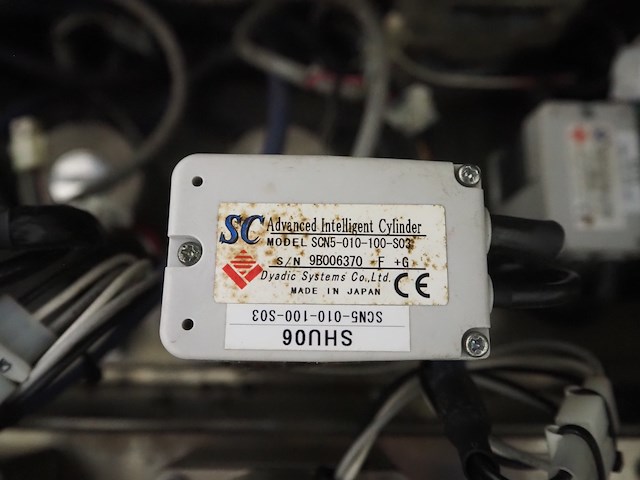 SC Advanced Intelligent Cylinder
MODEL SCN5-010-100-S03
S/N 9B006370 F +G
Dyadic Systems Co.,Ltd.
MADE IN JAPAN CE
SHU06
SCN5-010-100-S03